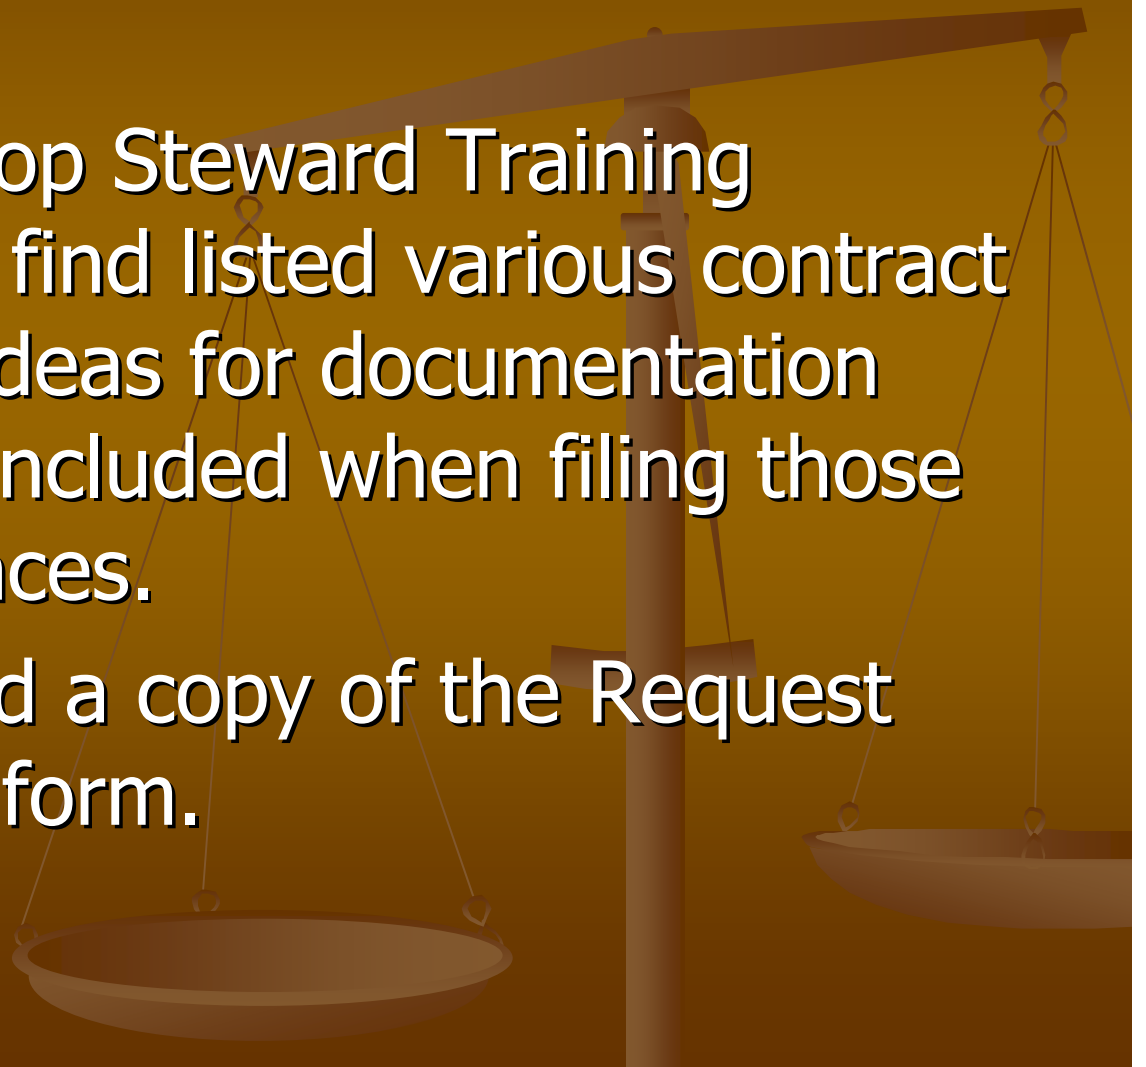 op Steward Training
find listed various contract
deas for documentation
ncluded when filing those
ces.
d a copy of the Request
form.